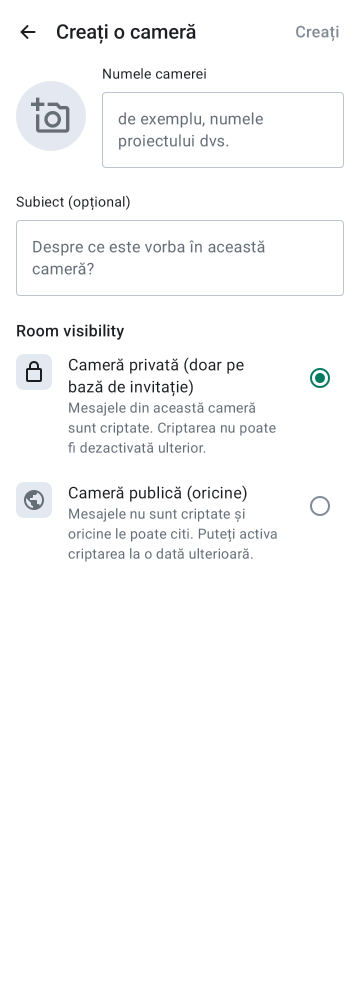 Creați o cameră
Creați
Numele camerei
de exemplu, numele
proiectului dvs.
Subiect (opțional)
Despre ce este vorba în această
cameră?
Room visibility
Cameră privată (doar pe
bază de invitație)
Mesajele din această cameră
sunt criptate. Criptarea nu poate
fi dezactivată ulterior.
Cameră publică (oricine)
Mesajele nu sunt criptate și
oricine le poate citi. Puteți activa
criptarea la o dată ulterioară.